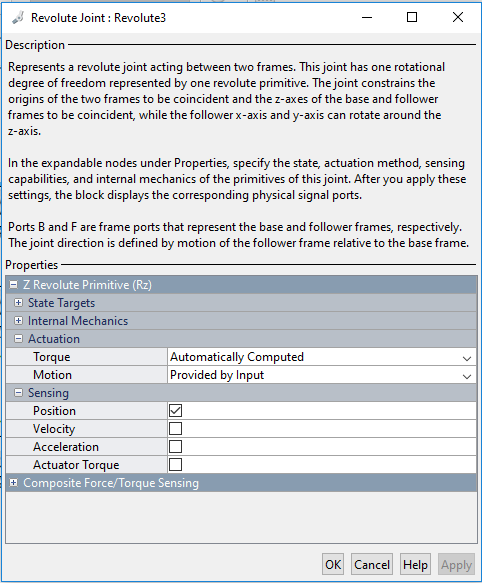 Revolute Joint : Revolute3
Description
Represents a revolute joint acting between two frames. This joint has one rotational
degree of freedom represented by one revolute primitive. The joint constrains the
origins of the two frames to be coincident and the z-axes of the base and follower
frames to be coincident, while the follower x-axis and y-axis can rotate around the
z-axis.
In the expandable nodes under Properties, specify the state, actuation method, sensing
capabilities, and internal mechanics of the primitives of this joint. After you apply these
settings, the block displays the corresponding physical signal ports.
Ports B and F are frame ports that represent the base and follower frames, respectively.
The joint direction is defined by motion of the follower frame relative to the base frame.
Properties
Z Revolute Primitive (Rz)
State Targets
Internal Mechanics
Actuation
Torque Automatically Computed
Motion Provided by Input
Sensing
Position
Velocity
Acceleration
Actuator Torque
Composite Force/Torque Sensing
OK Cancel Help Apply